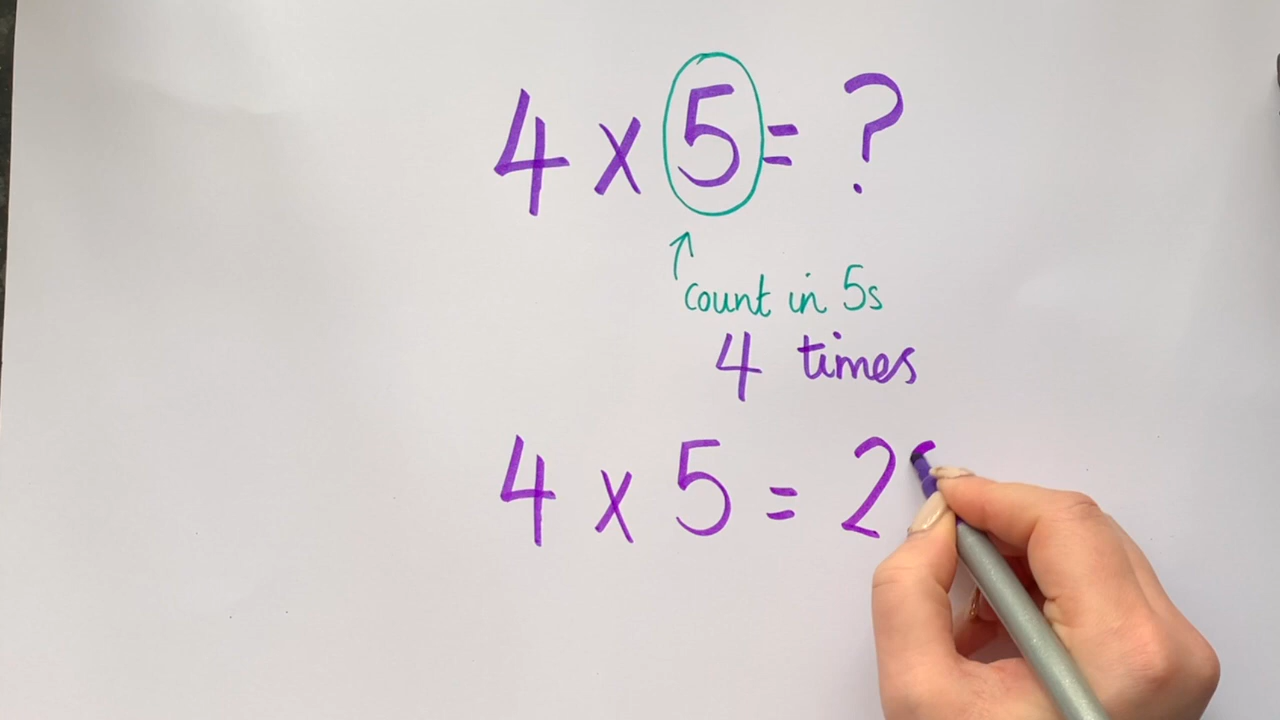 4 x 5 = ?
↑
count in 5s
4 times
4 x 5 = 2